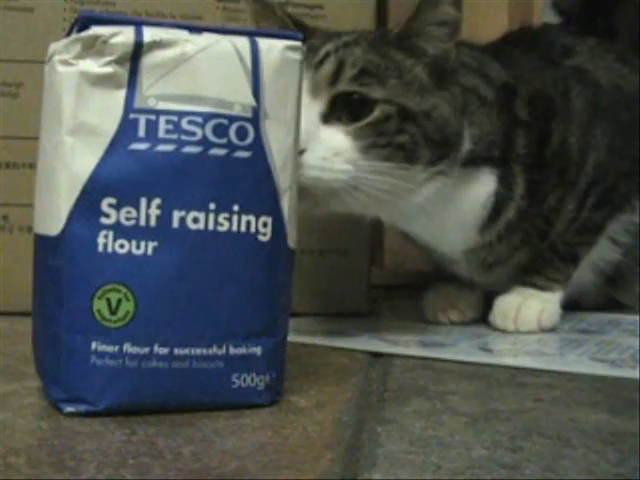 TESCO
Self raising
flour
V
Finer flour for successful baking
Perfect for cakes and biscuits
500g℮